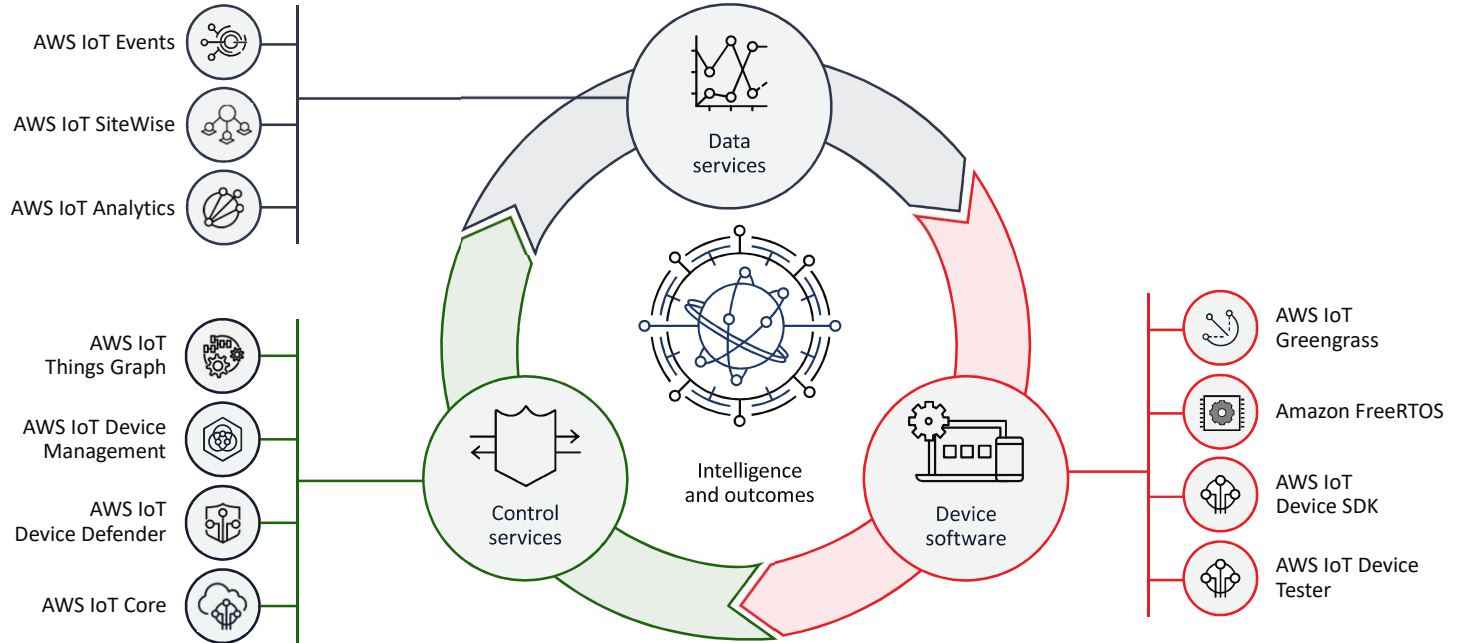 AWS IoT Events
AWS IoT SiteWise
AWS IoT Analytics
Data
services
AWS IoT
Things Graph
AWS IoT Device
Management
AWS IoT
Device Defender
AWS IoT Core
Control
services
Intelligence
and outcomes
Device
software
AWS IoT
Greengrass
Amazon FreeRTOS
AWS IoT
Device SDK
AWS IoT Device
Tester